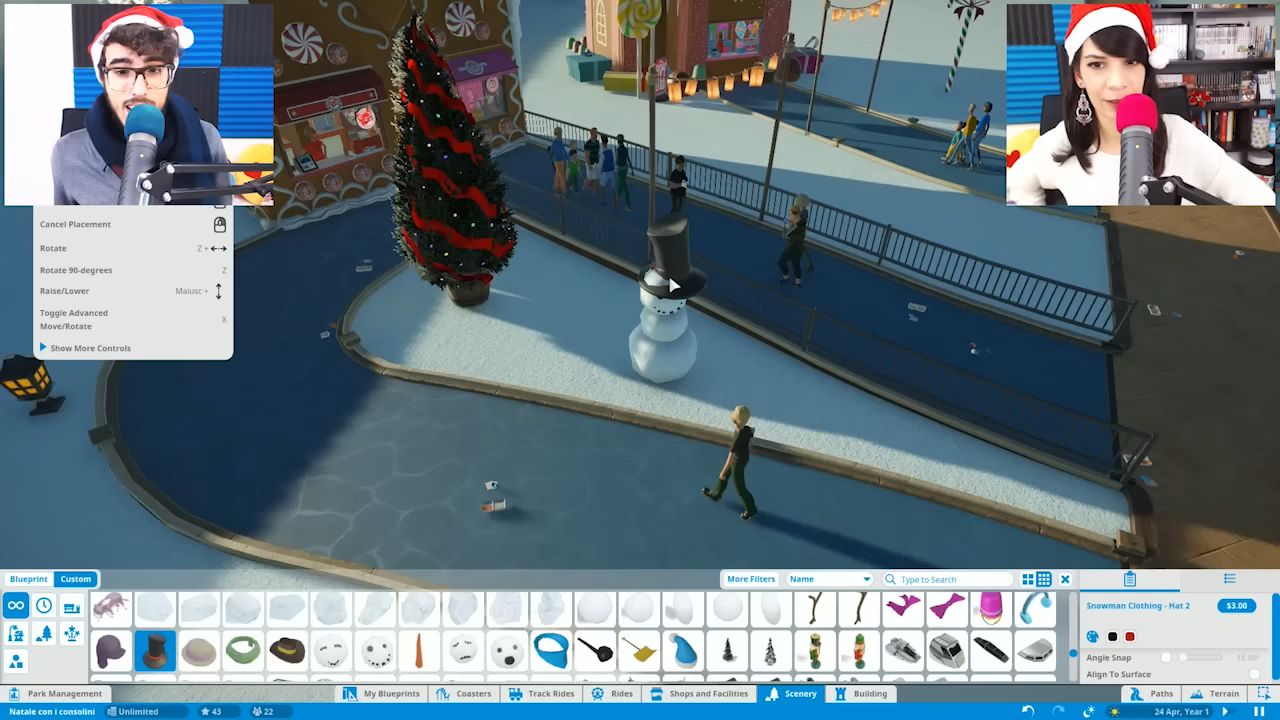 Cancel Placement
Rotate Z +
Rotate 90-degrees Z
Raise/Lower Maiusc +
Toggle Advanced
Move/Rotate X
Show More Controls
Blueprint Custom
More Filters Name Type to Search
Snowman Clothing - Hat 2 $3.00
Angle Snap 15.00°
Align To Surface
Park Management My Blueprints Coasters Track Rides Rides Shops and Facilities Scenery Building Paths Terrain
Natale con i consolini Unlimited 43 22 24 Apr, Year 1